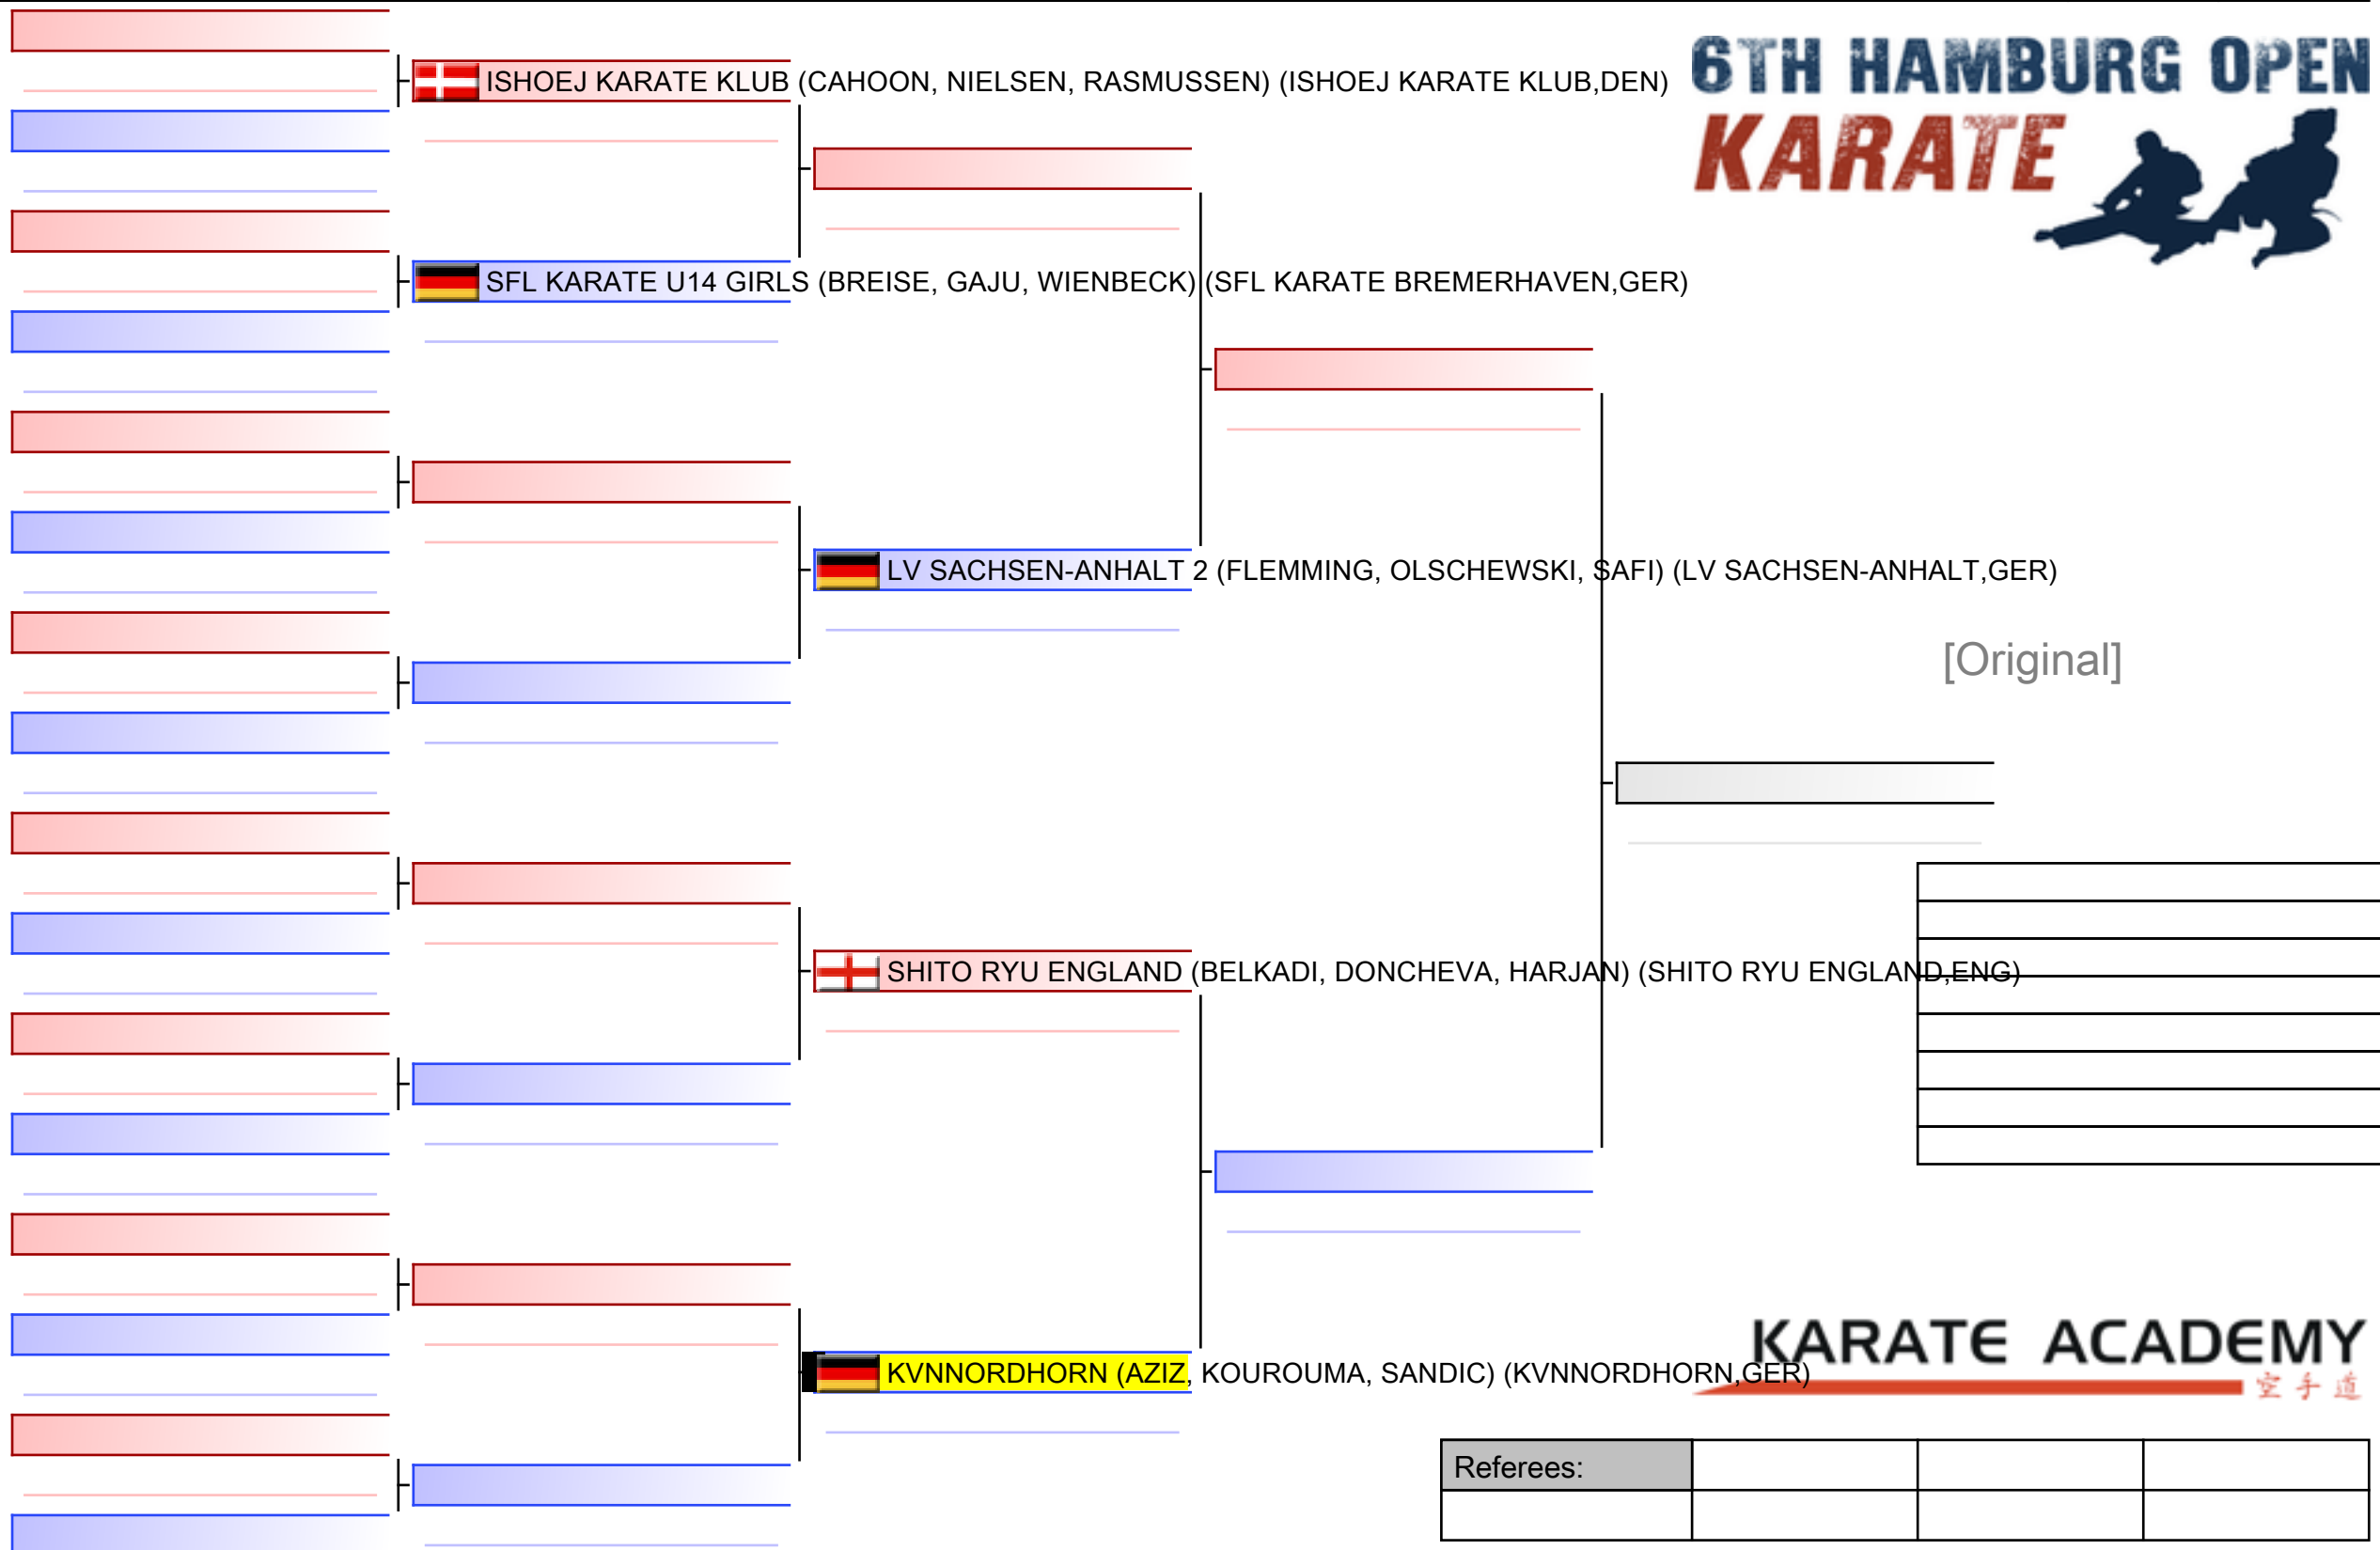 6TH HAMBURG OPEN
KARATE
ISHOEJ KARATE KLUB (CAHOON, NIELSEN, RASMUSSEN) (ISHOEJ KARATE KLUB,DEN)
SFL KARATE U14 GIRLS (BREISE, GAJU, WIENBECK) (SFL KARATE BREMERHAVEN,GER)
LV SACHSEN-ANHALT 2 (FLEMMING, OLSCHEWSKI, SAFI) (LV SACHSEN-ANHALT,GER)
[Original]
SHITO RYU ENGLAND (BELKADI, DONCHEVA, HARJAN) (SHITO RYU ENGLAND,ENG)
KVNNORDHORN (AZIZ, KOUROUMA, SANDIC) (KVNNORDHORN,GER)
KARATE ACADEMY
空手道
Referees: